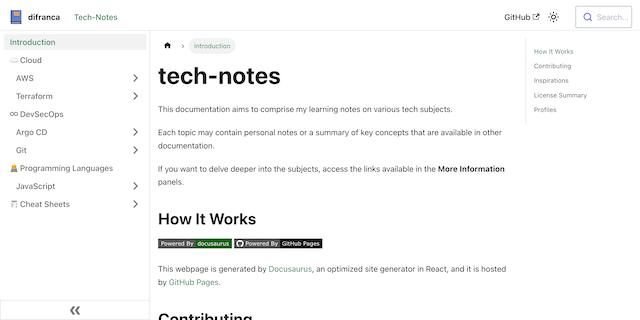 difranca
Tech-Notes
GitHub
Search...
Introduction
Cloud
AWS
Terraform
DevSecOps
Argo CD
Git
Programming Languages
JavaScript
Cheat Sheets
Introduction
tech-notes
This documentation aims to comprise my learning notes on various tech subjects.
Each topic may contain personal notes or a summary of key concepts that are available in other
documentation.
If you want to delve deeper into the subjects, access the links available in the More Information
panels.
How It Works
Powered By docusaurus Powered By GitHub Pages
This webpage is generated by Docusaurus, an optimized site generator in React, and it is hosted
by GitHub Pages.
Contributing
How It Works
Contributing
Inspirations
License Summary
Profiles